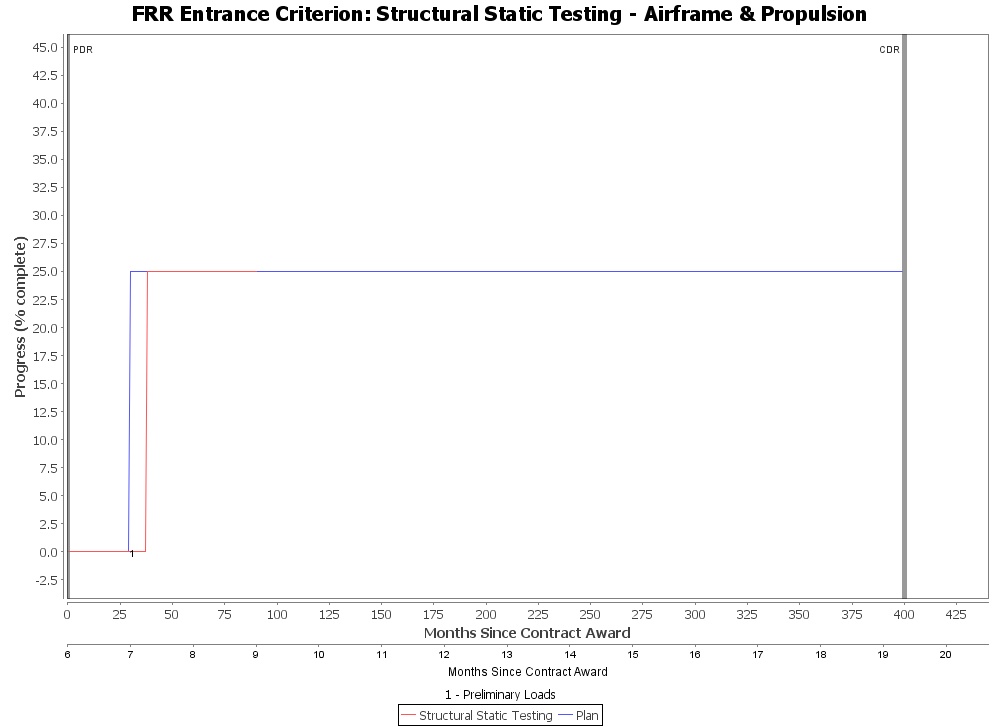 FRR Entrance Criterion: Structural Static Testing - Airframe & Propulsion
PDR
CDR
45.0
42.5
40.0
37.5
35.0
32.5
30.0
27.5
25.0
22.5
20.0
17.5
15.0
12.5
10.0
7.5
5.0
2.5
0.0
-2.5
Progress (% complete)
1
0 25 50 75 100 125 150 175 200 225 250 275 300 325 350 375 400 425
Months Since Contract Award
6 7 8 9 10 11 12 13 14 15 16 17 18 19 20
Months Since Contract Award
1 - Preliminary Loads
Structural Static Testing Plan